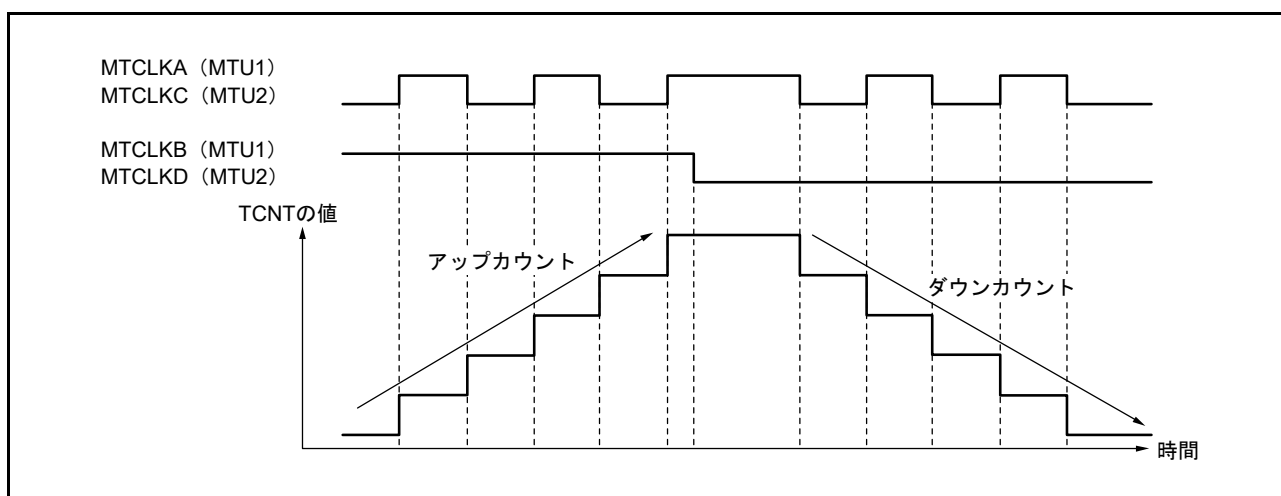 MTCLKA（MTU1）
MTCLKC（MTU2）
MTCLKB（MTU1）
MTCLKD（MTU2）
TCNTの値
アップカウント
ダウンカウント
時間